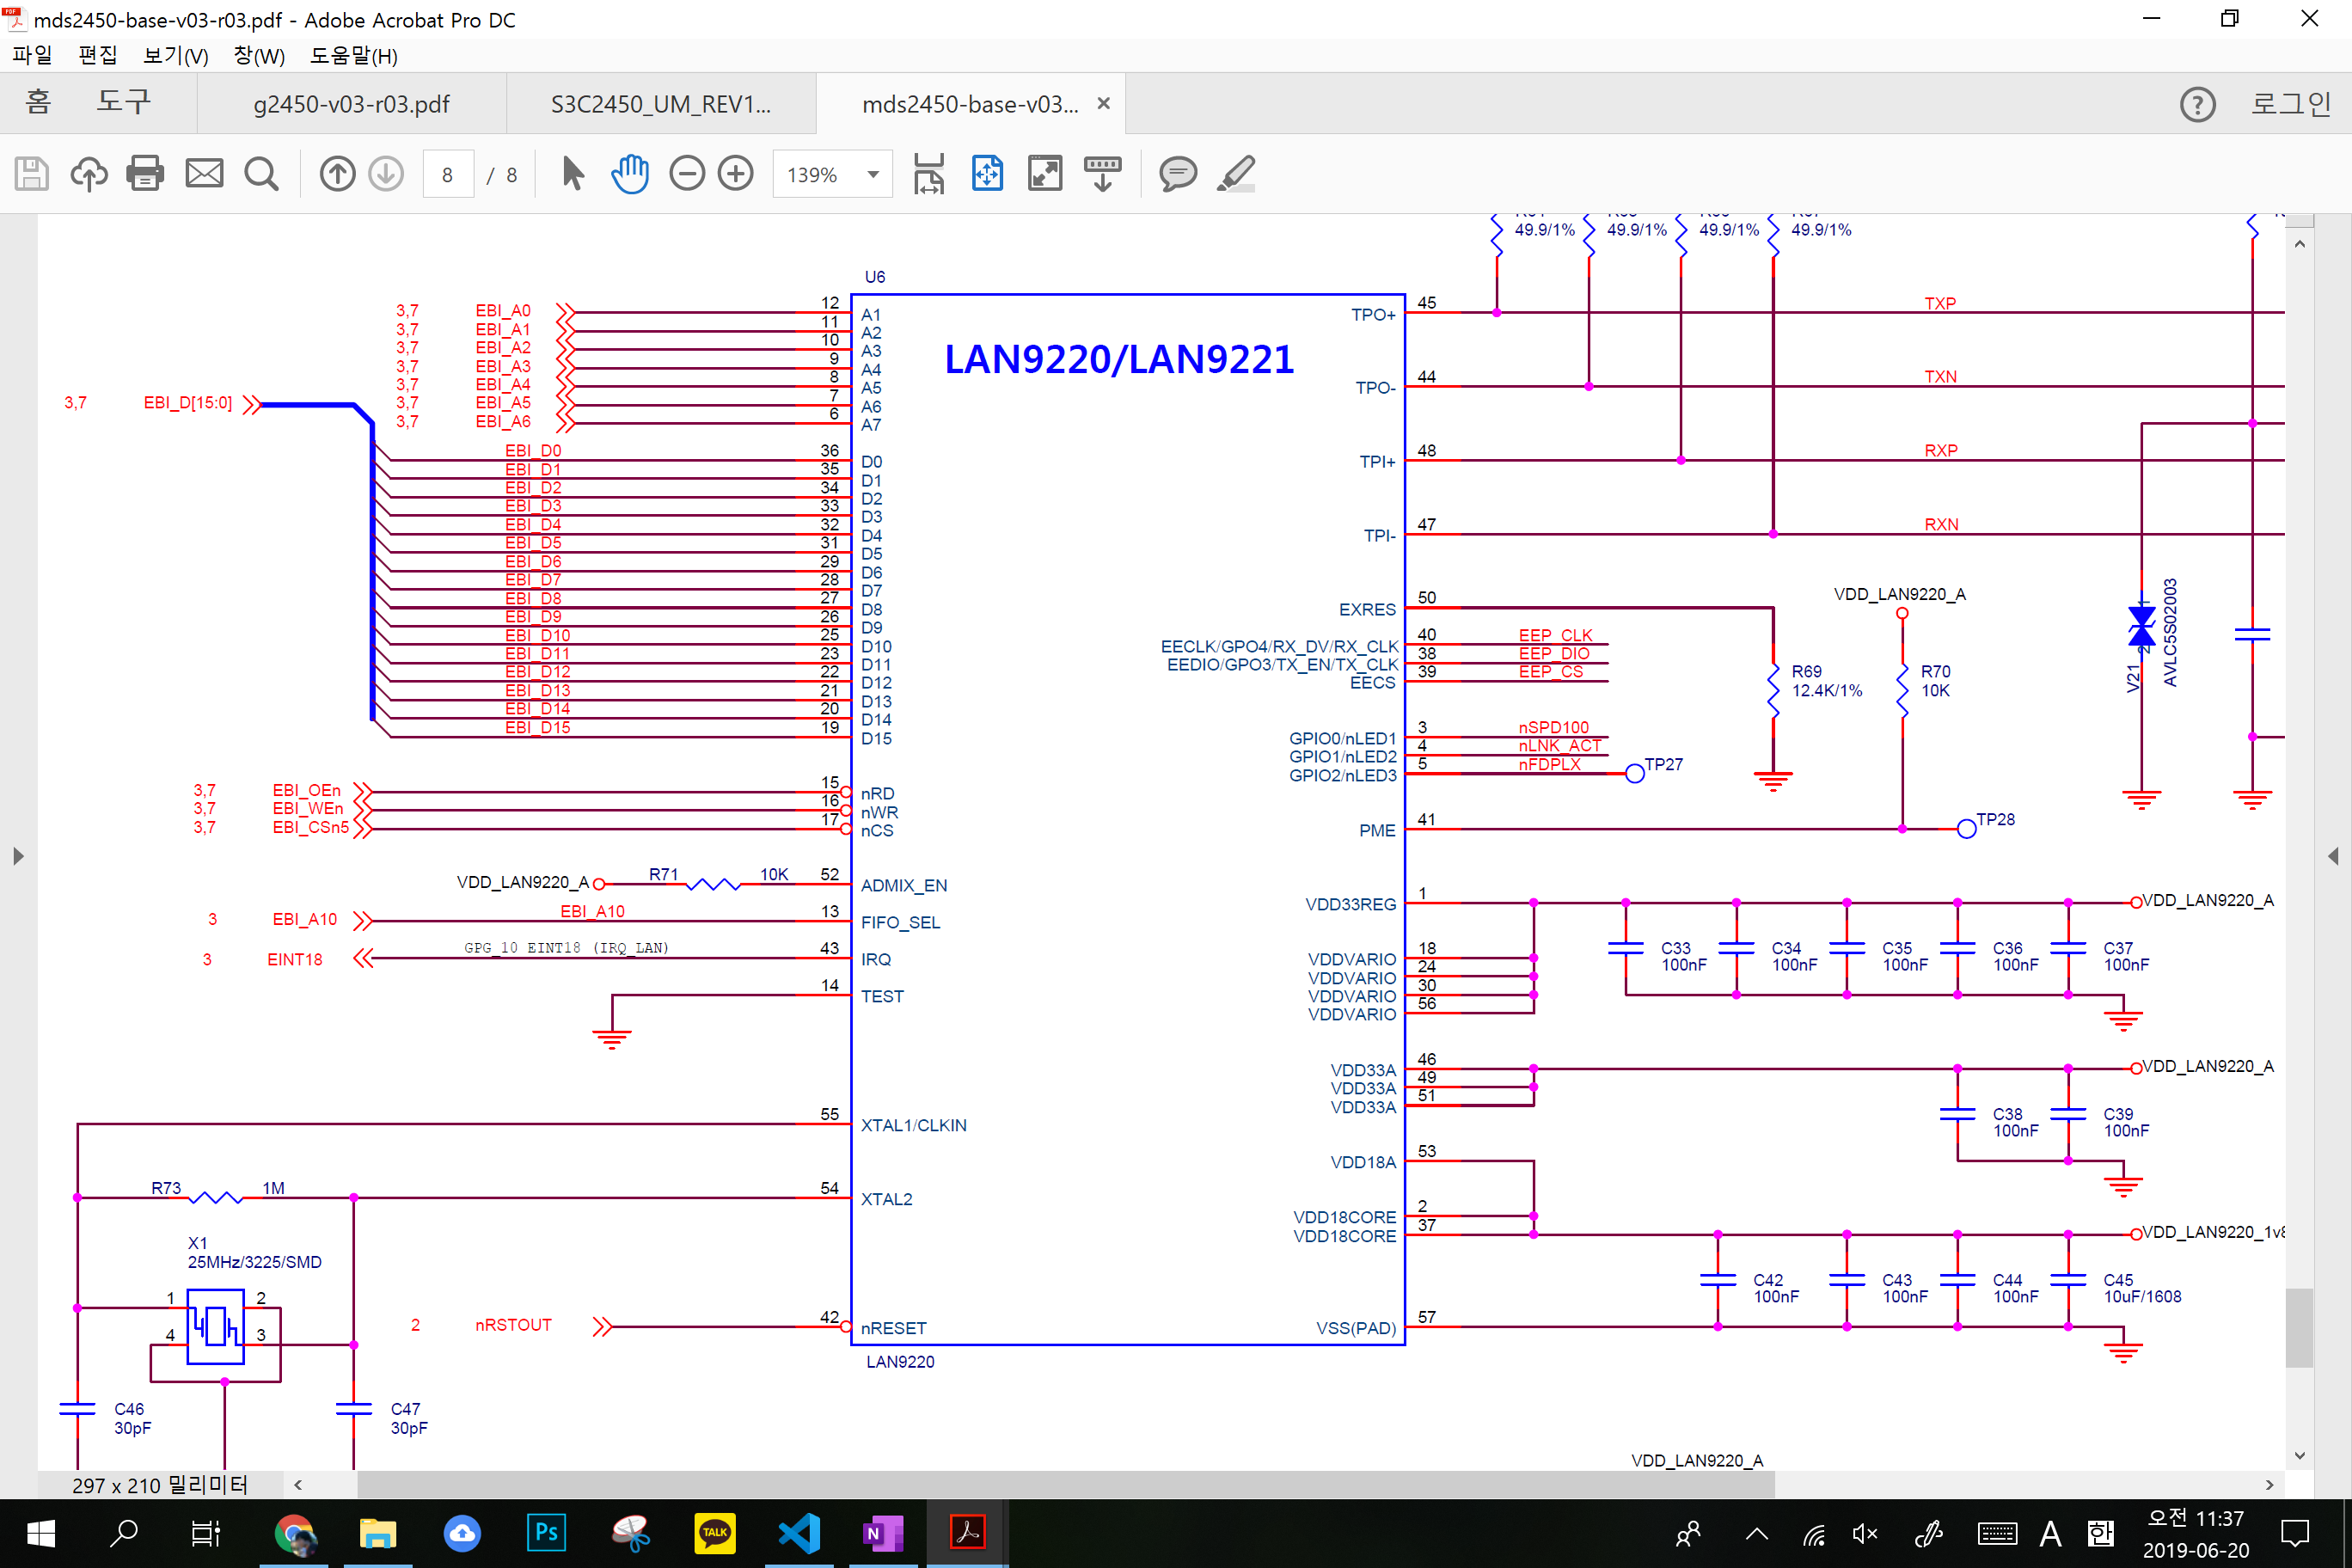 mds2450-base-v03-r03.pdf - Adobe Acrobat Pro DC
파일 편집 보기(V) 창(W) 도움말(H)
홈 도구 g2450-v03-r03.pdf S3C2450_UM_REV1... mds2450-base-v03... × ? 로그인
8 / 8 139%
49.9/1% 49.9/1% 49.9/1% 49.9/1%
U6
LAN9220/LAN9221
3,7 EBI_A0 12 A1
3,7 EBI_A1 11 A2
3,7 EBI_A2 10 A3
3,7 EBI_A3 9 A4
3,7 EBI_A4 8 A5
3,7 EBI_A5 7 A6
3,7 EBI_A6 6 A7
3,7 EBI_D[15:0]
EBI_D0 36 D0
EBI_D1 35 D1
EBI_D2 34 D2
EBI_D3 33 D3
EBI_D4 32 D4
EBI_D5 31 D5
EBI_D6 29 D6
EBI_D7 28 D7
EBI_D8 27 D8
EBI_D9 26 D9
EBI_D10 25 D10
EBI_D11 23 D11
EBI_D12 22 D12
EBI_D13 21 D13
EBI_D14 20 D14
EBI_D15 19 D15
3,7 EBI_OEn 15 nRD
3,7 EBI_WEn 16 nWR
3,7 EBI_CSn5 17 nCS
VDD_LAN9220_A R71 10K 52 ADMIX_EN
3 EBI_A10 EBI_A10 13 FIFO_SEL
3 EINT18 GPG_10 EINT18 (IRQ_LAN) 43 IRQ
14 TEST
55 XTAL1/CLKIN
R73 1M 54 XTAL2
X1
25MHz/3225/SMD
1 2
4 3
2 nRSTOUT 42 nRESET
LAN9220
C46
30pF
C47
30pF
TPO+ 45 TXP
TPO- 44 TXN
TPI+ 48 RXP
TPI- 47 RXN
EXRES 50
EECLK/GPO4/RX_DV/RX_CLK 40 EEP_CLK
EEDIO/GPO3/TX_EN/TX_CLK 38 EEP_DIO
EECS 39 EEP_CS
GPIO0/nLED1 3 nSPD100
GPIO1/nLED2 4 nLNK_ACT
GPIO2/nLED3 5 nFDPLX TP27
R69
12.4K/1%
VDD_LAN9220_A
R70
10K
V21 1 2 AVLC5S02003
PME 41 TP28
VDD33REG 1 VDD_LAN9220_A
VDDVARIO 18
VDDVARIO 24
VDDVARIO 30
VDDVARIO 56
C33
100nF
C34
100nF
C35
100nF
C36
100nF
C37
100nF
VDD33A 46 VDD_LAN9220_A
VDD33A 49
VDD33A 51
C38
100nF
C39
100nF
VDD18A 53
VDD18CORE 2
VDD18CORE 37 VDD_LAN9220_1v8
C42
100nF
C43
100nF
C44
100nF
C45
10uF/1608
VSS(PAD) 57
VDD_LAN9220_A
297 x 210 밀리미터
Ps TALK N A 한 오전 11:37
2019-06-20